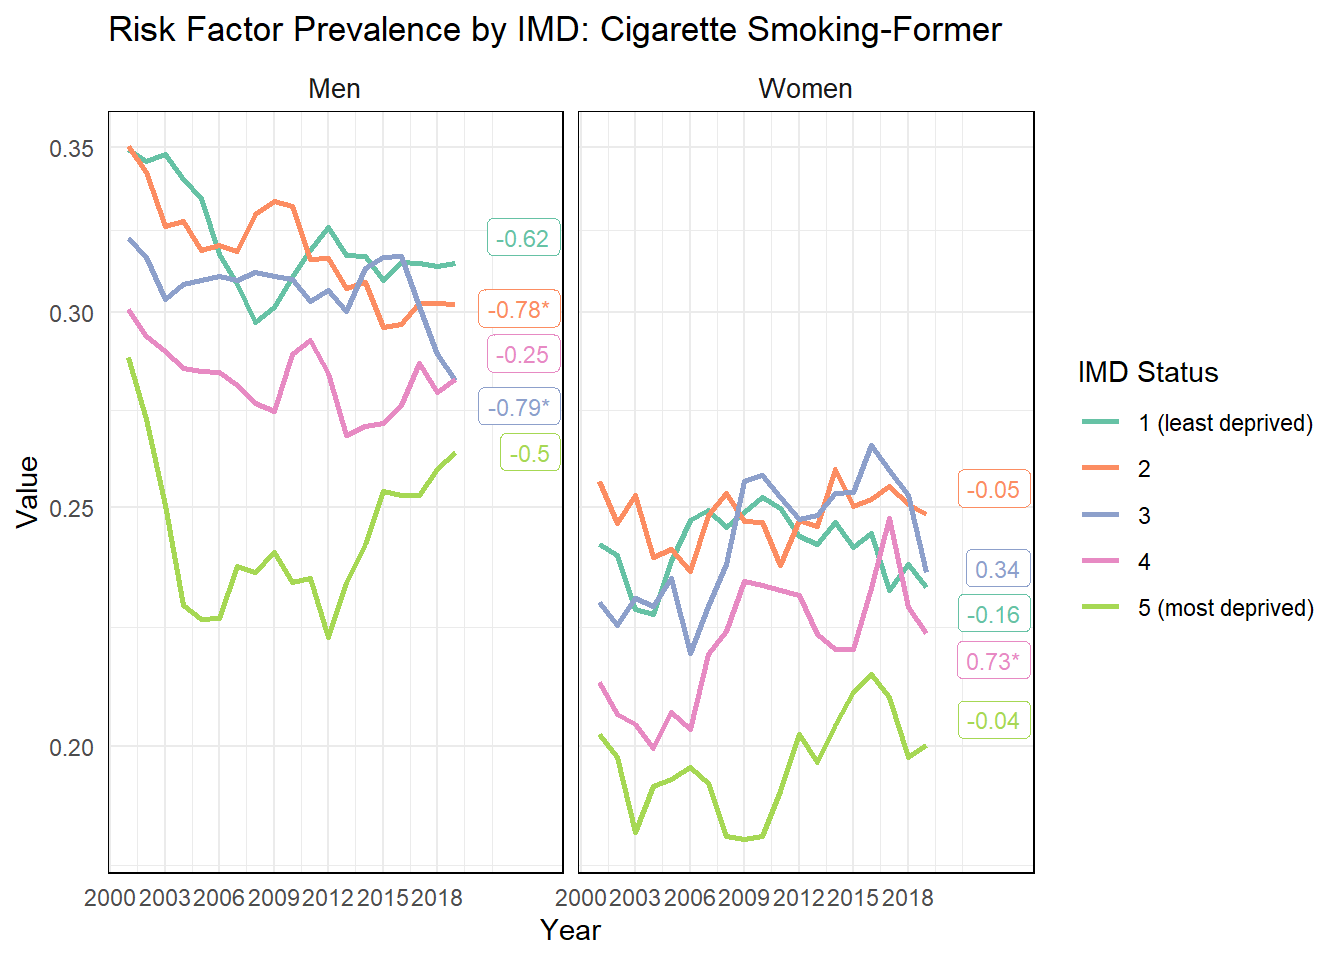 Risk Factor Prevalence by IMD: Cigarette Smoking-Former
Men
Women
0.35
0.30
0.25
0.20
Value
-0.62
-0.78*
-0.25
-0.79*
-0.5
-0.05
0.34
-0.16
0.73*
-0.04
2000 2003 2006 2009 2012 2015 2018
2000 2003 2006 2009 2012 2015 2018
Year
IMD Status
1 (least deprived)
2
3
4
5 (most deprived)